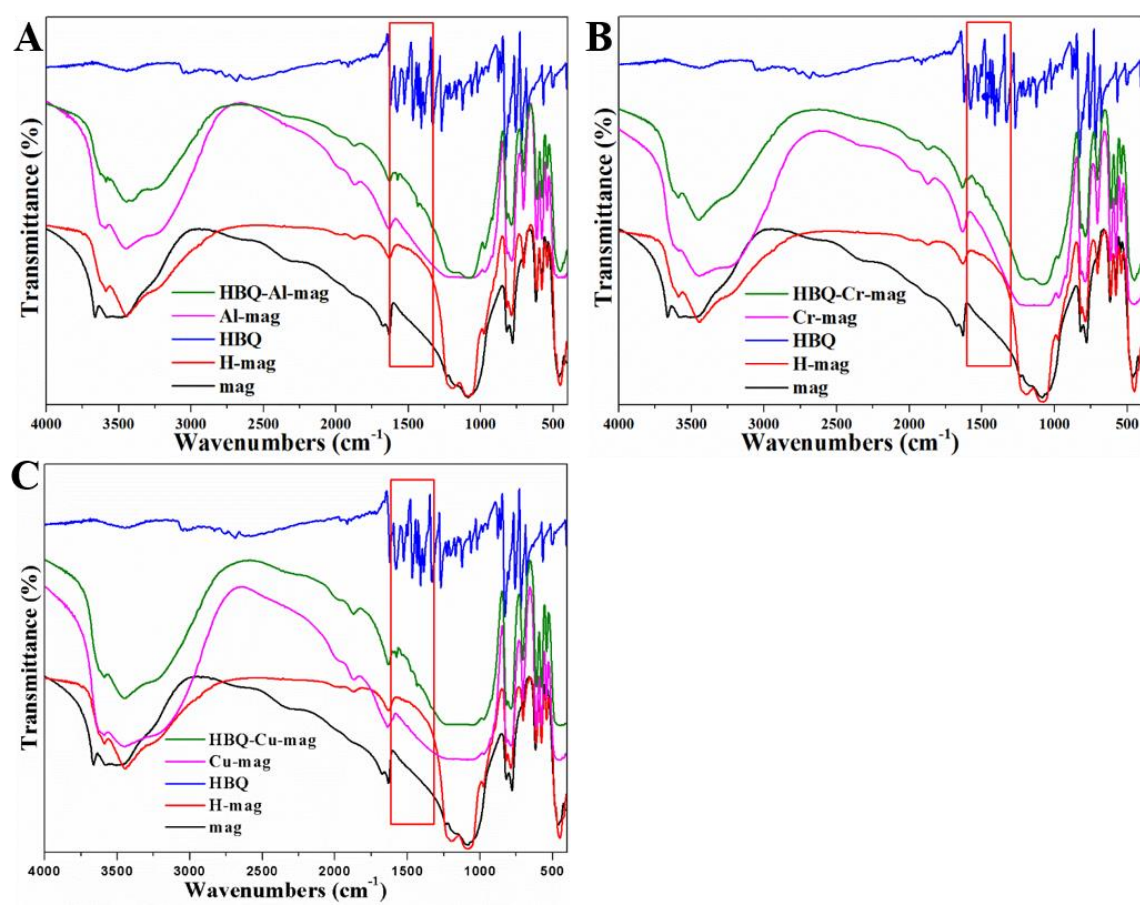 A
Transmittance (%)
HBQ-Al-mag
Al-mag
HBQ
H-mag
mag
4000 3500 3000 2500 2000 1500 1000 500
Wavenumbers (cm-1)
B
Transmittance (%)
HBQ-Cr-mag
Cr-mag
HBQ
H-mag
mag
4000 3500 3000 2500 2000 1500 1000 500
Wavenumbers (cm-1)
C
Transmittance (%)
HBQ-Cu-mag
Cu-mag
HBQ
H-mag
mag
4000 3500 3000 2500 2000 1500 1000 500
Wavenumbers (cm-1)